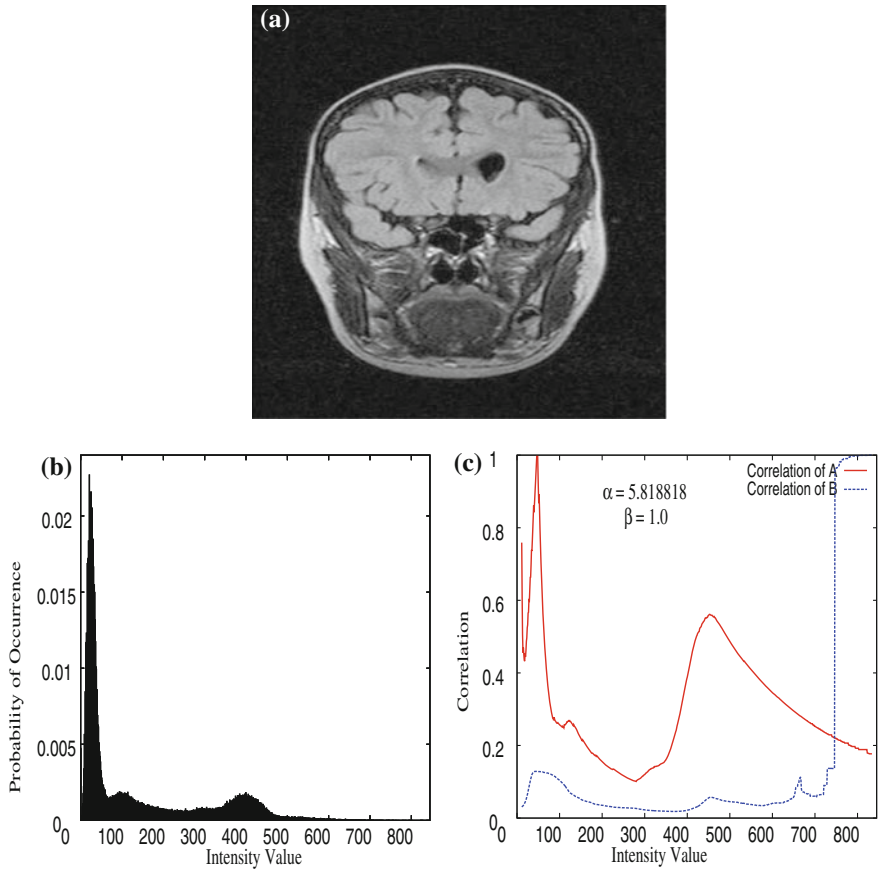 (a)
(b)
Probability of Occurrence
0.02
0.015
0.01
0.005
0
100 200 300 400 500 600 700 800
Intensity Value
(c)
Correlation
1
0.8
0.6
0.4
0.2
0
0 100 200 300 400 500 600 700 800
Intensity Value
Correlation of A
Correlation of B
α = 5.818818
β = 1.0